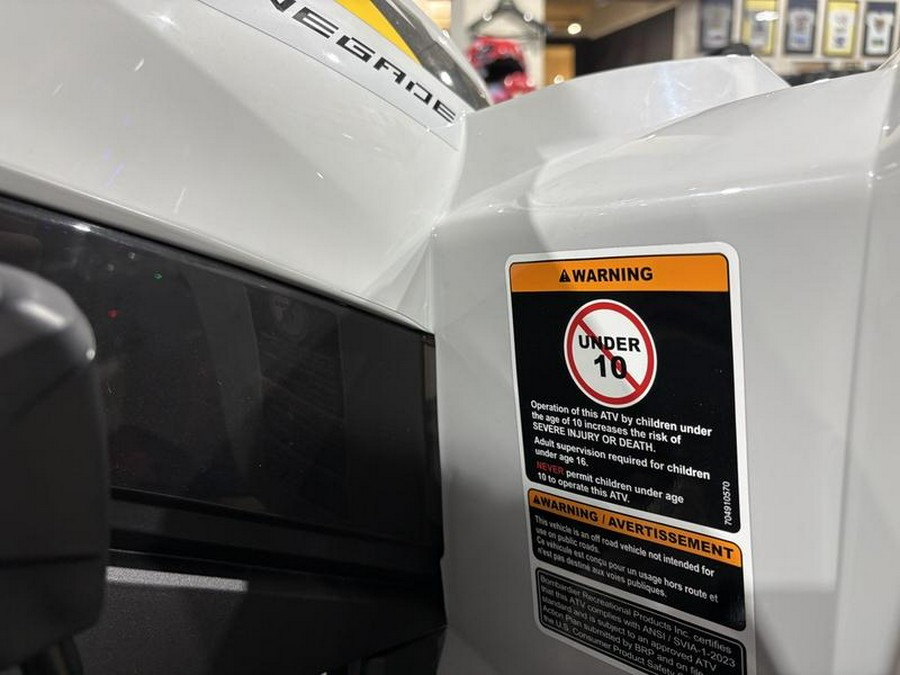 NEGADE
WARNING
UNDER
10
Operation of this ATV by children under
the age of 10 increases the risk of
SEVERE INJURY OR DEATH.
Adult supervision required for children
under age 16.
NEVER permit children under age
10 to operate this ATV.
704910570
WARNING / AVERTISSEMENT
This vehicle is an off road vehicle not intended for
use on public roads.
Ce véhicule est conçu pour un usage hors route et
n'est pas destiné aux voies publiques.
Bombardier Recreational Products Inc. certifies
that this ATV complies with ANSI / SVIA-1-2023
standard and is subject to an approved ATV
Action Plan submitted by BRP and on file
the U.S. Consumer Product Safety